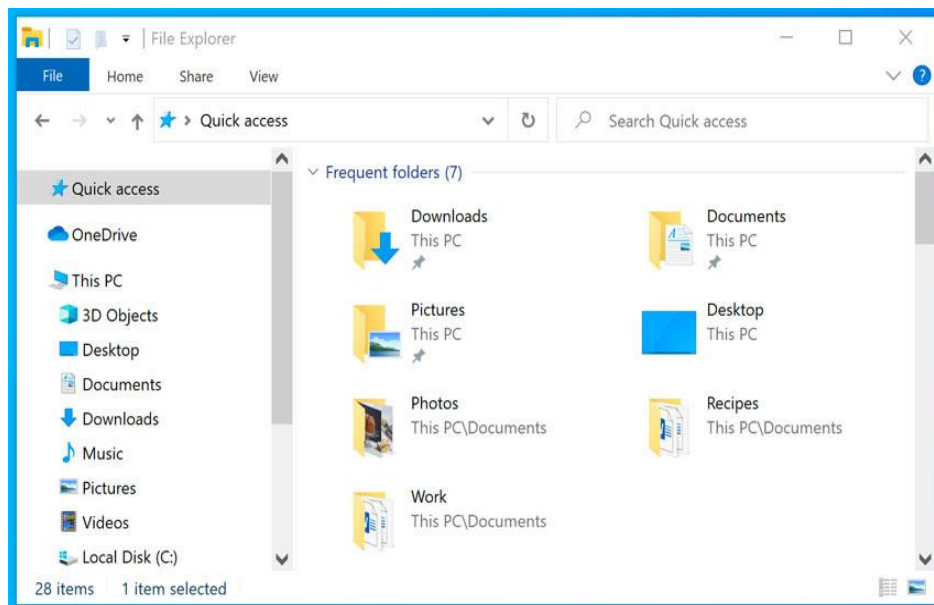 File Explorer
File Home Share View
Quick access
Search Quick access
Quick access
OneDrive
This PC
3D Objects
Desktop
Documents
Downloads
Music
Pictures
Videos
Local Disk (C:)
Frequent folders (7)
Downloads
This PC
Documents
This PC
Pictures
This PC
Desktop
This PC
Photos
This PC\Documents
Recipes
This PC\Documents
Work
This PC\Documents
28 items 1 item selected